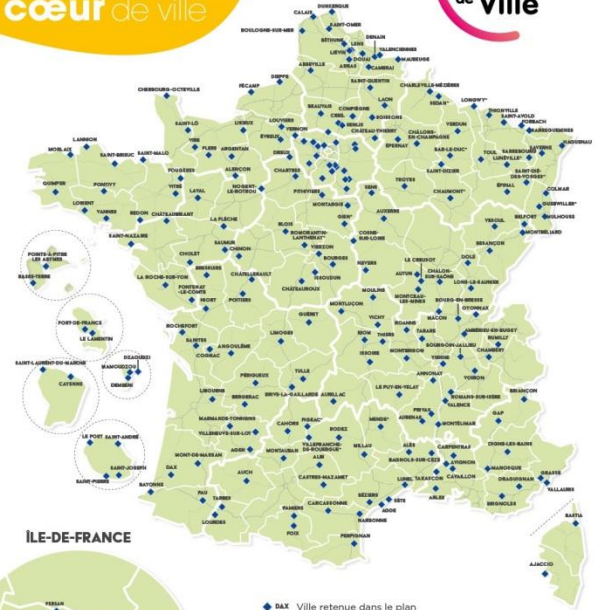 cœur de ville
de ville
DUNKERQUE
CALAIS
SAINT-OMER
BOULOGNE-SUR-MER
BÉTHUNE
LENS
DENAIN
LIÉVIN
DOUAI
VALENCIENNES
MAUBEUGE
ABBEVILLE
ARRAS
CAMBRAI
DIEPPE
SAINT-QUENTIN
CHARLEVILLE-MÉZIÈRES
CHERBOURG-OCTEVILLE
FÉCAMP
SEDAN*
LONGWY*
LAON
THIONVILLE
BEAUVAIS
COMPIÈGNE
SAINT-AVOLD
FORBACH
CREIL
SOISSONS
SARREGUEMINES
SAINT-LÔ
LISIEUX
LOUVIERS
SENLIS
VERDUN
HAGUENAU
VERNON
CHÂTEAU-THIERRY
CHÂLONS-
EN-CHAMPAGNE
ÉVREUX
VIRE
FLERS
ARGENTAN
ÉPERNAY
BAR-LE-DUC*
TOUL
SARREBOURG
SAVERNE
LUNÉVILLE*
LANNION
MORLAIX
SAINT-BRIEUC
SAINT-MALO
DREUX
SAINT-DIZIER
SAINT-DIÉ-
DES-VOSGES*
FOUGÈRES
ALENÇON
CHARTRES
TROYES
ÉPINAL
COLMAR
QUIMPER
PONTIVY
VITRÉ
LAVAL
NOGENT-
LE-ROTROU
PITHIVIERS
SENS
CHAUMONT*
GUEBWILLER*
MONTARGIS
LORIENT
VANNES
REDON
CHÂTEAUBRIANT
LA FLÈCHE
GIEN*
AUXERRE
VESOUL
BELFORT
MULHOUSE
MONTBÉLIARD
BLOIS
SAINT-NAZAIRE
ROMORANTIN-
LANTHENAY*
COSNE-
SUR-LOIRE
SAUMUR
CHINON
VIERZON
BESANÇON
CHOLET
BOURGES
NEVERS
LE CREUSOT
DOLE
POINTE-À-PITRE
LES ABYMES
BRESSUIRE
AUTUN
CHALON-
SUR-SAÔNE
BASSE-TERRE
LA ROCHE-SUR-YON
CHÂTELLERAULT
ISSOUDUN
LONS-LE-SAUNIER
FONTENAY
-LE-COMTE
CHÂTEAUROUX
MOULINS
MONTCEAU-
LES-MINES
BOURG-EN-BRESSE
NIORT
POITIERS
MONTLUÇON
OYONNAX
MÂCON
GUÉRET
VICHY
ROANNE
AMBÉRIEU-EN-BUGEY
PORT-DE-FRANCE
LE LAMENTIN
ROCHEFORT
RIOM
THIERS
TARARE
RUMILLY
LIMOGES
BOURGOIN-JALLIEU
CHAMBÉRY
SAINTES
ANGOULÊME
MONTBRISON
VIENNE
COGNAC
ISSOIRE
SAINT-LAURENT-DU-MARONI
DZAOUDZI
MAMOUDZOU
CAYENNE
DEMBENI
ANNONAY
VOIRON
PÉRIGUEUX
TULLE
LE PUY-EN-VELAY
ROMANS-SUR-ISÈRE
BRIANÇON
LIBOURNE
BRIVE-LA-GAILLARDE
AURILLAC
VALENCE
BERGERAC
PRIVAS
GAP
MARMANDE-TONNEINS
CAHORS
FIGEAC*
MENDE*
AUBENAS
MONTÉLIMAR
VILLENEUVE-SUR-LOT
RODEZ
LE PORT
SAINT-ANDRÉ
VILLEFRANCHE-
DE-ROUERGUE*
MILLAU
ALÈS
CARPENTRAS
DIGNE-LES-BAINS
AGEN
MONTAUBAN
BAGNOLS-SUR-CÈZE
AVIGNON
MONT-DE-MARSAN
ALBI
MANOSQUE
GRASSE
SAINT-JOSEPH
DAX
AUCH
CASTRES-MAZAMET
LUNEL
TARASCON
CAVAILLON
DRAGUIGNAN
VALLAURIS
SAINT-PIERRE
BAYONNE
ARLES
PAU
TARBES
BÉZIERS
SÈTE
BRIGNOLES
CARCASSONNE
AGDE
PAMIERS
BASTIA
LOURDES
NARBONNE
FOIX
PERPIGNAN
ÎLE-DE-FRANCE
AJACCIO
PERSAN
DAX Ville retenue dans le plan